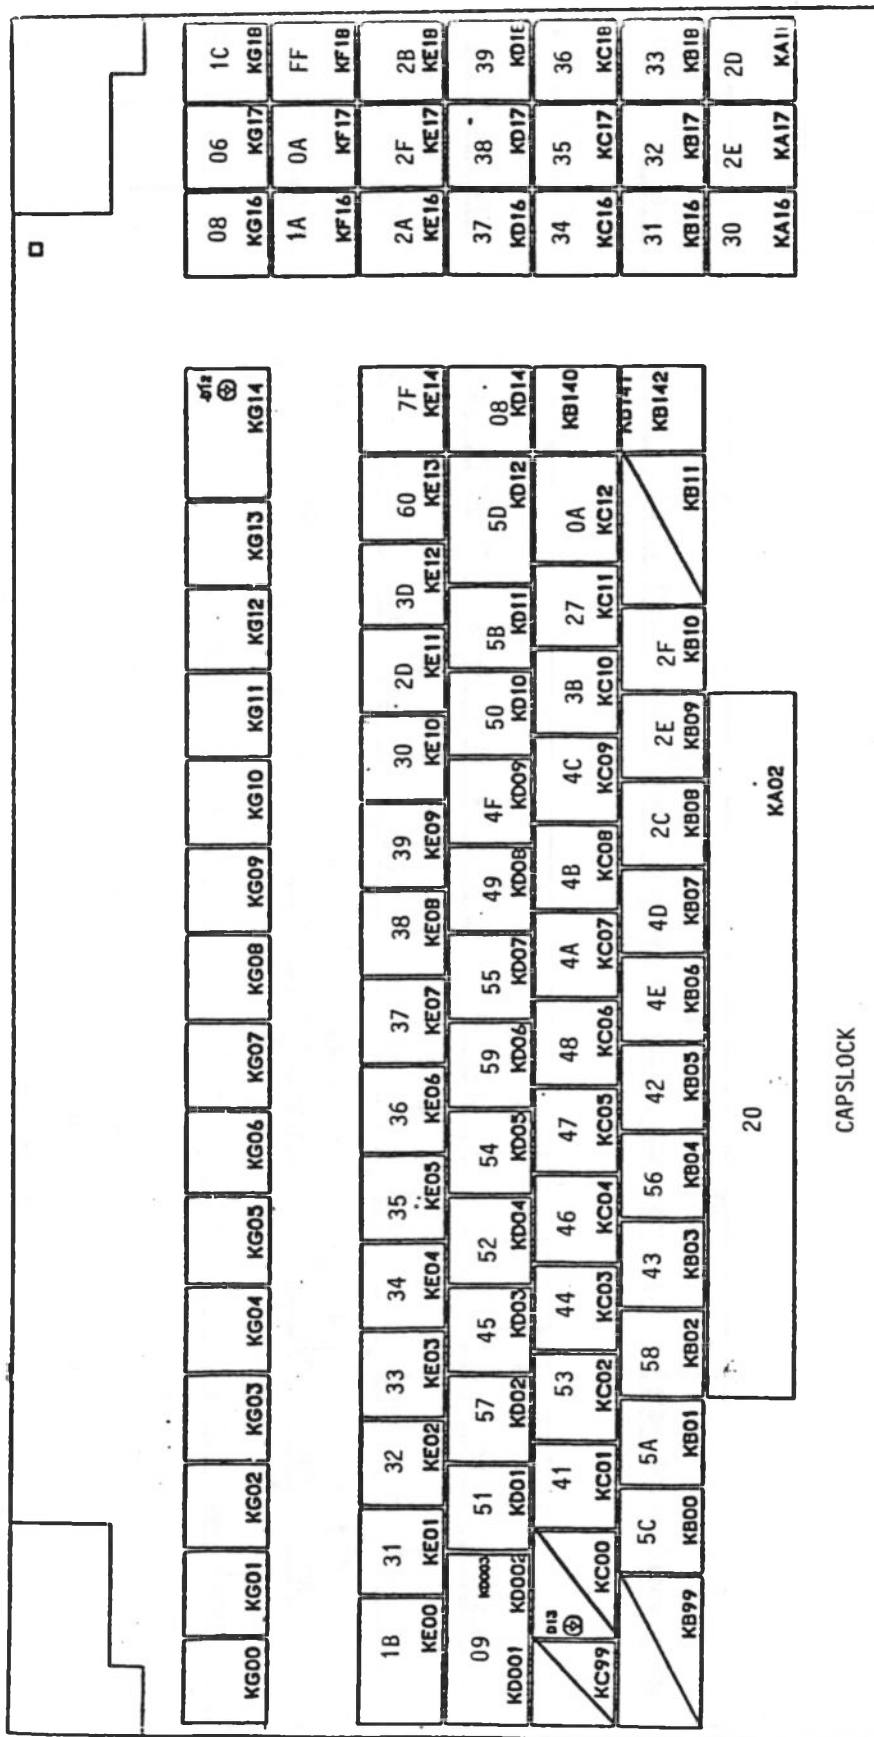 08 06 1C
D12
KG00 KG01 KG02 KG03 KG04 KG05 KG06 KG07 KG08 KG09 KG10 KG11 KG12 KG13 KG14 KG16 KG17 KG18
1A 0A FF
KF16 KF17 KF18
1B 31 32 33 34 35 36 37 38 39 30 2D 3D 60 7F 2A 2F 2B
KE00 KE01 KE02 KE03 KE04 KE05 KE06 KE07 KE08 KE09 KE10 KE11 KE12 KE13 KE14 KE16 KE17 KE18
09 51 57 45 52 54 59 55 49 4F 50 5B 5D 08 37 38 39
KD003
KD001 KD002 KD01 KD02 KD03 KD04 KD05 KD06 KD07 KD08 KD09 KD10 KD11 KD12 KD14 KD16 KD17 KD18
D13
41 53 44 46 47 48 4A 4B 4C 3B 27 0A KB140 34 35 36
KC99 KC00 KC01 KC02 KC03 KC04 KC05 KC06 KC07 KC08 KC09 KC10 KC11 KC12 KC16 KC17 KC18
KB141
5C 5A 58 43 56 42 4E 4D 2C 2E 2F KB142 31 32 33
KB99 KB00 KB01 KB02 KB03 KB04 KB05 KB06 KB07 KB08 KB09 KB10 KB11 KB16 KB17 KB18
20 30 2E 2D
KA02 KA16 KA17
CAPSLOCK